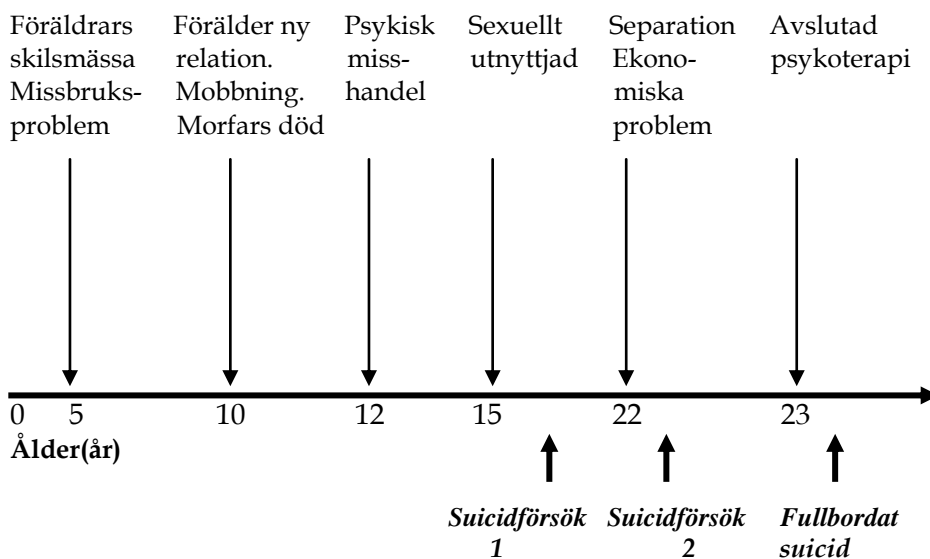 Föräldrars
skilsmässa
Missbruks-
problem
Förälder ny
relation.
Mobbning.
Morfars död
Psykisk
miss-
handel
Sexuellt
utnyttjad
Separation
Ekono-
miska
problem
Avslutad
psykoterapi
0 5 10 12 15 22 23
Ålder(år)
Suicidförsök
1
Suicidförsök
2
Fullbordat
suicid